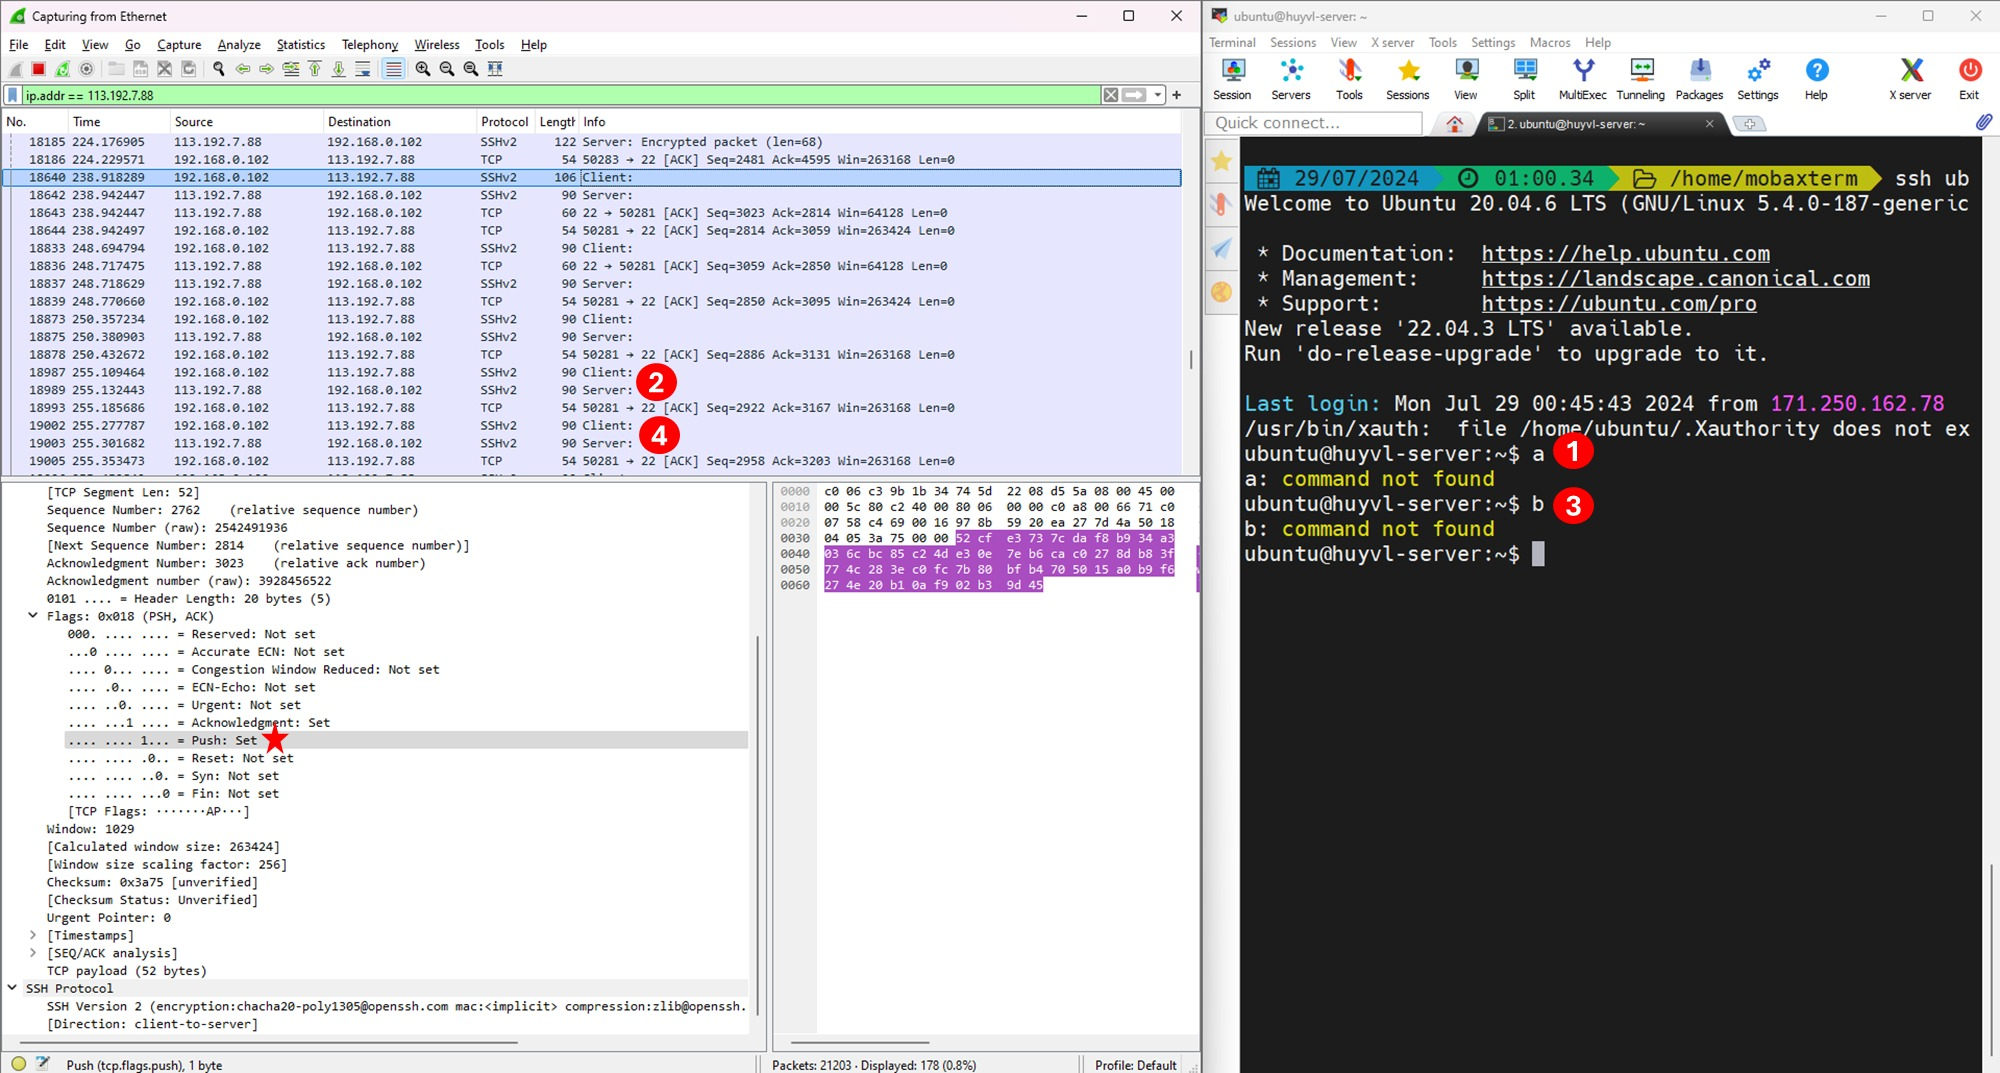 Capturing from Ethernet
File Edit View Go Capture Analyze Statistics Telephony Wireless Tools Help
ip.addr == 113.192.7.88
No. Time Source Destination Protocol Length Info
18185 224.176905 113.192.7.88 192.168.0.102 SSHv2 122 Server: Encrypted packet (len=68)
18186 224.229571 192.168.0.102 113.192.7.88 TCP 54 50283 → 22 [ACK] Seq=2481 Ack=4595 Win=263168 Len=0
18640 238.918289 192.168.0.102 113.192.7.88 SSHv2 106 Client:
18642 238.942447 113.192.7.88 192.168.0.102 SSHv2 90 Server:
18643 238.942447 113.192.7.88 192.168.0.102 TCP 60 22 → 50281 [ACK] Seq=3023 Ack=2814 Win=64128 Len=0
18644 238.942497 192.168.0.102 113.192.7.88 TCP 54 50281 → 22 [ACK] Seq=2814 Ack=3059 Win=263424 Len=0
18833 248.694794 192.168.0.102 113.192.7.88 SSHv2 90 Client:
18836 248.717475 113.192.7.88 192.168.0.102 TCP 60 22 → 50281 [ACK] Seq=3059 Ack=2850 Win=64128 Len=0
18837 248.718629 113.192.7.88 192.168.0.102 SSHv2 90 Server:
18839 248.770660 192.168.0.102 113.192.7.88 TCP 54 50281 → 22 [ACK] Seq=2850 Ack=3095 Win=263424 Len=0
18873 250.357234 192.168.0.102 113.192.7.88 SSHv2 90 Client:
18875 250.380903 113.192.7.88 192.168.0.102 SSHv2 90 Server:
18878 250.432672 192.168.0.102 113.192.7.88 TCP 54 50281 → 22 [ACK] Seq=2886 Ack=3131 Win=263168 Len=0
18987 255.109464 192.168.0.102 113.192.7.88 SSHv2 90 Client:
18989 255.132443 113.192.7.88 192.168.0.102 SSHv2 90 Server:
2
18993 255.185686 192.168.0.102 113.192.7.88 TCP 54 50281 → 22 [ACK] Seq=2922 Ack=3167 Win=263168 Len=0
19002 255.277787 192.168.0.102 113.192.7.88 SSHv2 90 Client:
19003 255.301682 113.192.7.88 192.168.0.102 SSHv2 90 Server:
4
19005 255.353473 192.168.0.102 113.192.7.88 TCP 54 50281 → 22 [ACK] Seq=2958 Ack=3203 Win=263168 Len=0
[TCP Segment Len: 52]
Sequence Number: 2762 (relative sequence number)
Sequence Number (raw): 2542491936
[Next Sequence Number: 2814 (relative sequence number)]
Acknowledgment Number: 3023 (relative ack number)
Acknowledgment number (raw): 3928456522
0101 .... = Header Length: 20 bytes (5)
Flags: 0x018 (PSH, ACK)
000. .... .... = Reserved: Not set
...0 .... .... = Accurate ECN: Not set
.... 0... .... = Congestion Window Reduced: Not set
.... .0.. .... = ECN-Echo: Not set
.... ..0. .... = Urgent: Not set
.... ...1 .... = Acknowledgment: Set
.... .... 1... = Push: Set
.... .... .0.. = Reset: Not set
.... .... ..0. = Syn: Not set
.... .... ...0 = Fin: Not set
[TCP Flags: ·······AP···]
Window: 1029
[Calculated window size: 263424]
[Window size scaling factor: 256]
Checksum: 0x3a75 [unverified]
[Checksum Status: Unverified]
Urgent Pointer: 0
[Timestamps]
[SEQ/ACK analysis]
TCP payload (52 bytes)
SSH Protocol
SSH Version 2 (encryption:chacha20-poly1305@openssh.com mac:<implicit> compression:zlib@openssh.
[Direction: client-to-server]
0000 c0 06 c3 9b 1b 34 74 5d 22 08 d5 5a 08 00 45 00
0010 00 5c 80 c2 40 00 80 06 00 00 c0 a8 00 66 71 c0
0020 07 58 c4 69 00 16 97 8b 59 20 ea 27 7d 4a 50 18
0030 04 05 3a 75 00 00 52 cf e3 73 7c da f8 b9 34 a3
0040 03 6c bc 85 c2 4d e3 0e 7e b6 ca c0 27 8d b8 3f
0050 77 4c 28 3e c0 fc 7b 80 bf b4 70 50 15 a0 b9 f6
0060 27 4e 20 b1 0a f9 02 b3 9d 45
Push (tcp.flags.push), 1 byte
Packets: 21203 · Displayed: 178 (0.8%)
Profile: Default
ubuntu@huyvl-server: ~
Terminal Sessions View X server Tools Settings Macros Help
Session Servers Tools Sessions View Split MultiExec Tunneling Packages Settings Help X server Exit
Quick connect...
2. ubuntu@huyvl-server: ~
29/07/2024 01:00.34 /home/mobaxterm ssh ub
Welcome to Ubuntu 20.04.6 LTS (GNU/Linux 5.4.0-187-generic
* Documentation: https://help.ubuntu.com
* Management: https://landscape.canonical.com
* Support: https://ubuntu.com/pro
New release '22.04.3 LTS' available.
Run 'do-release-upgrade' to upgrade to it.
Last login: Mon Jul 29 00:45:43 2024 from 171.250.162.78
/usr/bin/xauth: file /home/ubuntu/.Xauthority does not ex
ubuntu@huyvl-server:~$ a 1
a: command not found
ubuntu@huyvl-server:~$ b 3
b: command not found
ubuntu@huyvl-server:~$